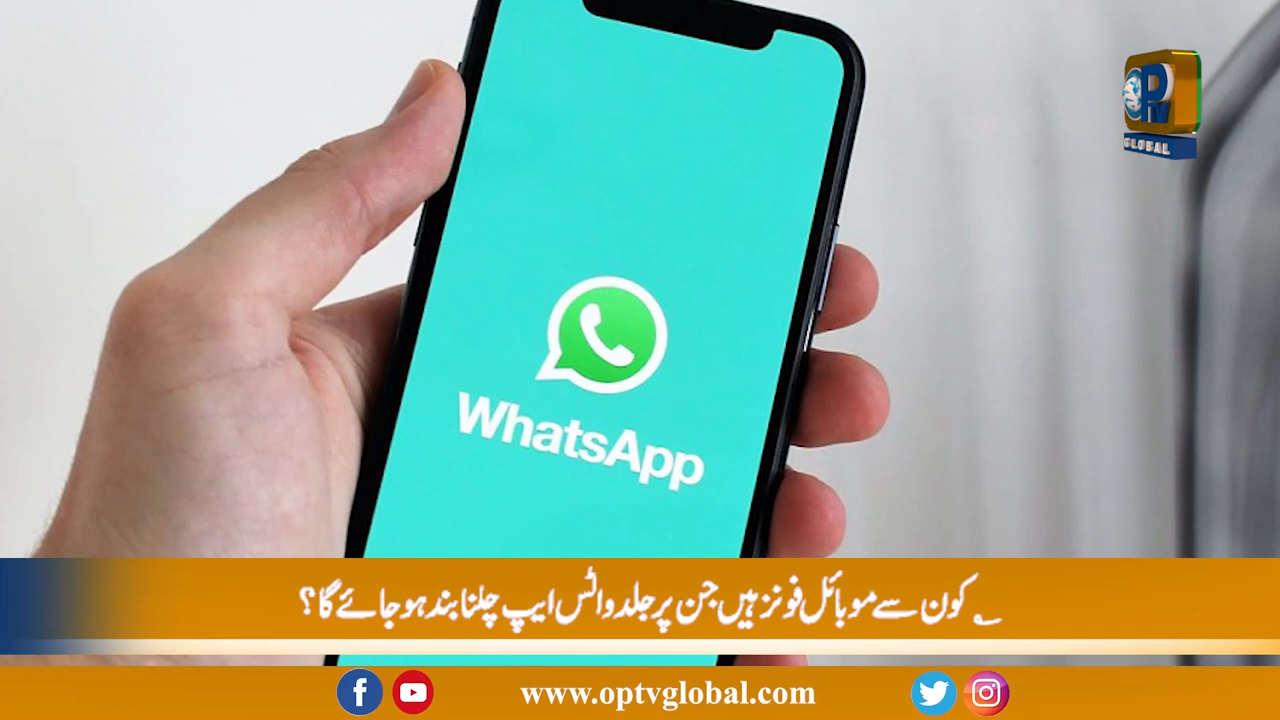 PTV
GLOBAL
WhatsApp
کون سے موبائل فونز ہیں جن پر جلد واٹس ایپ چلنا بند ہو جائے گا؟
www.optvglobal.com